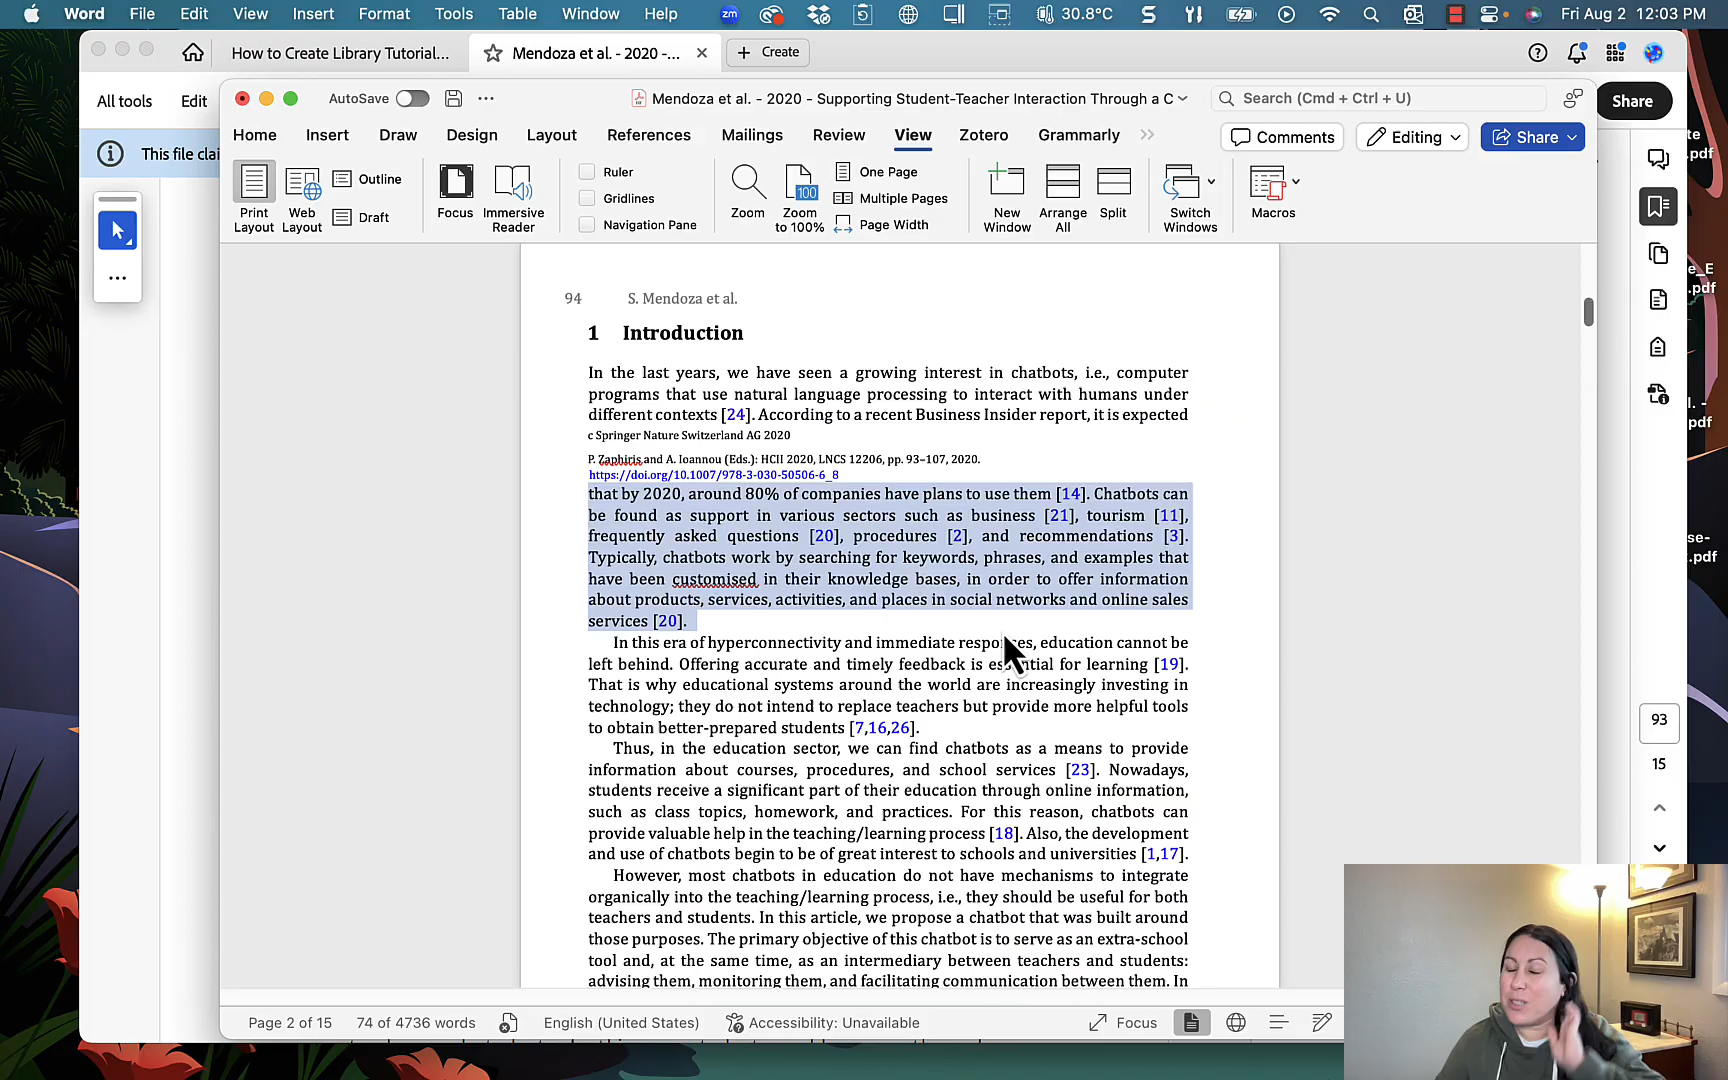 Word File Edit View Insert Format Tools Table Window Help zm 30.8°C S Fri Aug 2 12:03 PM
How to Create Library Tutorial... Mendoza et al. - 2020 -... + Create
All tools Edit Share
AutoSave Mendoza et al. - 2020 - Supporting Student-Teacher Interaction Through a C Search (Cmd + Ctrl + U)
Home Insert Draw Design Layout References Mailings Review View Zotero Grammarly Comments Editing Share
This file clai
Print Layout Web Layout Outline Draft Focus Immersive Reader Ruler Gridlines Navigation Pane Zoom 100 Zoom to 100% One Page Multiple Pages Page Width New Window Arrange All Split Switch Windows Macros
te
.pdf
e_E
.pdf
l. -
pdf
se-
.pdf
94 S. Mendoza et al.
1 Introduction
In the last years, we have seen a growing interest in chatbots, i.e., computer
programs that use natural language processing to interact with humans under
different contexts [24]. According to a recent Business Insider report, it is expected
c Springer Nature Switzerland AG 2020
P. Zaphiris and A. Ioannou (Eds.): HCII 2020, LNCS 12206, pp. 93–107, 2020.
https://doi.org/10.1007/978-3-030-50506-6_8
that by 2020, around 80% of companies have plans to use them [14]. Chatbots can
be found as support in various sectors such as business [21], tourism [11],
frequently asked questions [20], procedures [2], and recommendations [3].
Typically, chatbots work by searching for keywords, phrases, and examples that
have been customised in their knowledge bases, in order to offer information
about products, services, activities, and places in social networks and online sales
services [20].
In this era of hyperconnectivity and immediate responses, education cannot be
left behind. Offering accurate and timely feedback is essential for learning [19].
That is why educational systems around the world are increasingly investing in
technology; they do not intend to replace teachers but provide more helpful tools
to obtain better-prepared students [7,16,26].
Thus, in the education sector, we can find chatbots as a means to provide
information about courses, procedures, and school services [23]. Nowadays,
students receive a significant part of their education through online information,
such as class topics, homework, and practices. For this reason, chatbots can
provide valuable help in the teaching/learning process [18]. Also, the development
and use of chatbots begin to be of great interest to schools and universities [1,17].
However, most chatbots in education do not have mechanisms to integrate
organically into the teaching/learning process, i.e., they should be useful for both
teachers and students. In this article, we propose a chatbot that was built around
those purposes. The primary objective of this chatbot is to serve as an extra-school
tool and, at the same time, as an intermediary between teachers and students:
advising them, monitoring them, and facilitating communication between them. In
93
15
Page 2 of 15 74 of 4736 words English (United States) Accessibility: Unavailable Focus